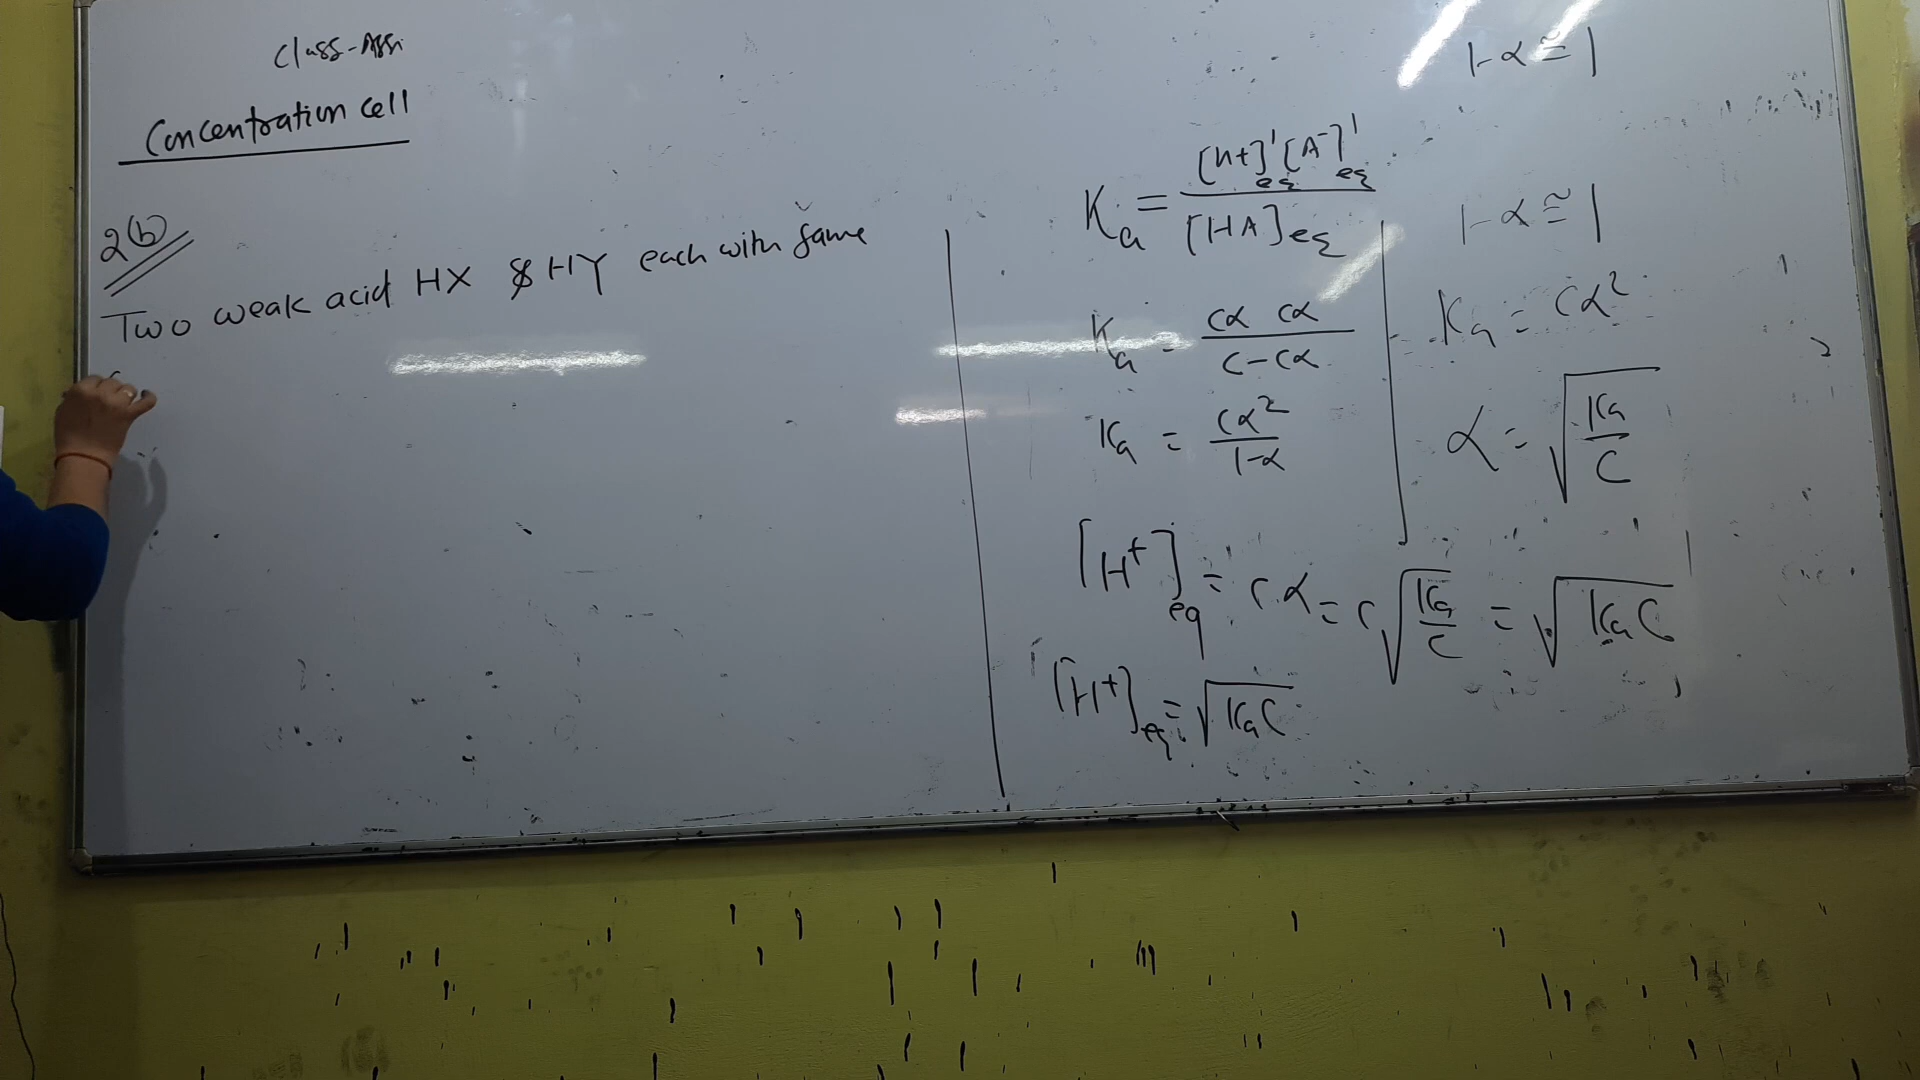 Class-Assi
Concentration cell
2(b)
Two weak acid HX & HY each with same
1-α ≅ 1
Ka = [H+]'eq [A-]'eq / [HA]eq
Ka = cα cα / c-cα
Ka = cα² / 1-α
1-α ≅ 1
Ka = cα²
α = √Ka/C
[H+]eq = c.α = c√Ka/C = √KaC
[H+]eq = √KaC